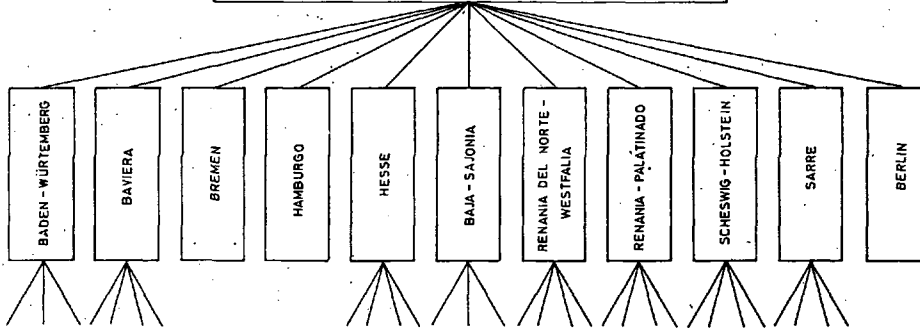 BADEN-WÜRTEMBERG
BAVIERA
BREMEN
HAMBURGO
HESSE
BAJA-SAJONIA
RENANIA DEL NORTE-
WESTFALIA
RENANIA-PALATINADO
SCHESWIG-HOLSTEIN
SARRE
BERLIN